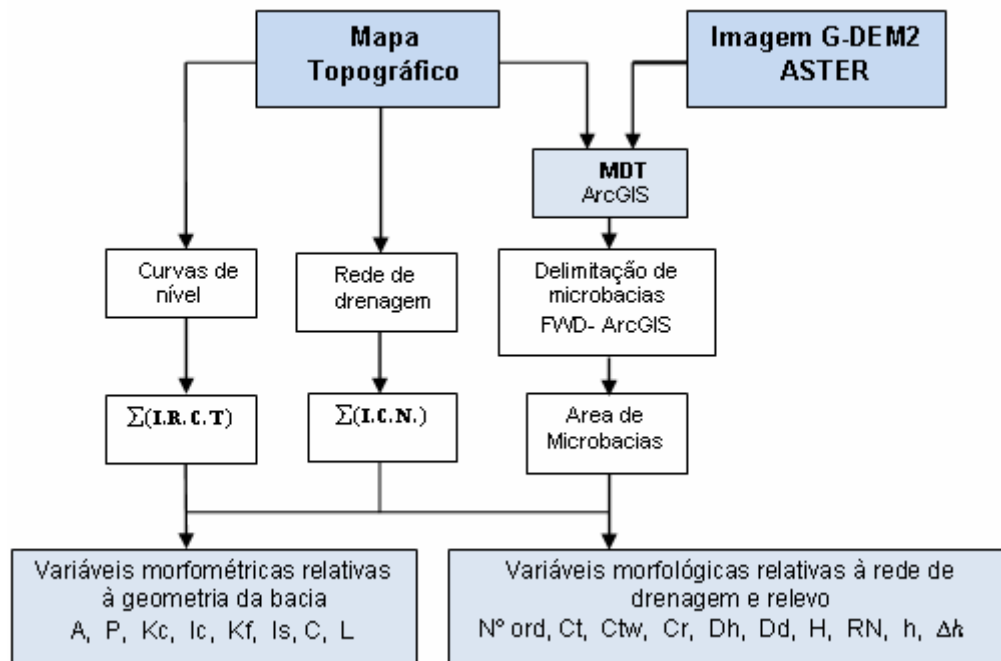 Mapa
Topográfico
Imagem G-DEM2
ASTER
MDT
ArcGIS
Curvas de
nível
Rede de
drenagem
Delimitação de
microbacias
FWD- ArcGIS
∑(I.R.C.T)
∑(I.C.N.)
Area de
Microbacias
Variáveis morfométricas relativas
à geometria da bacia
A, P, Kc, Ic, Kf, Is, C, L
Variáveis morfológicas relativas à rede de
drenagem e relevo
Nº ord, Ct, Ctw, Cr, Dh, Dd, H, RN, h, Δh